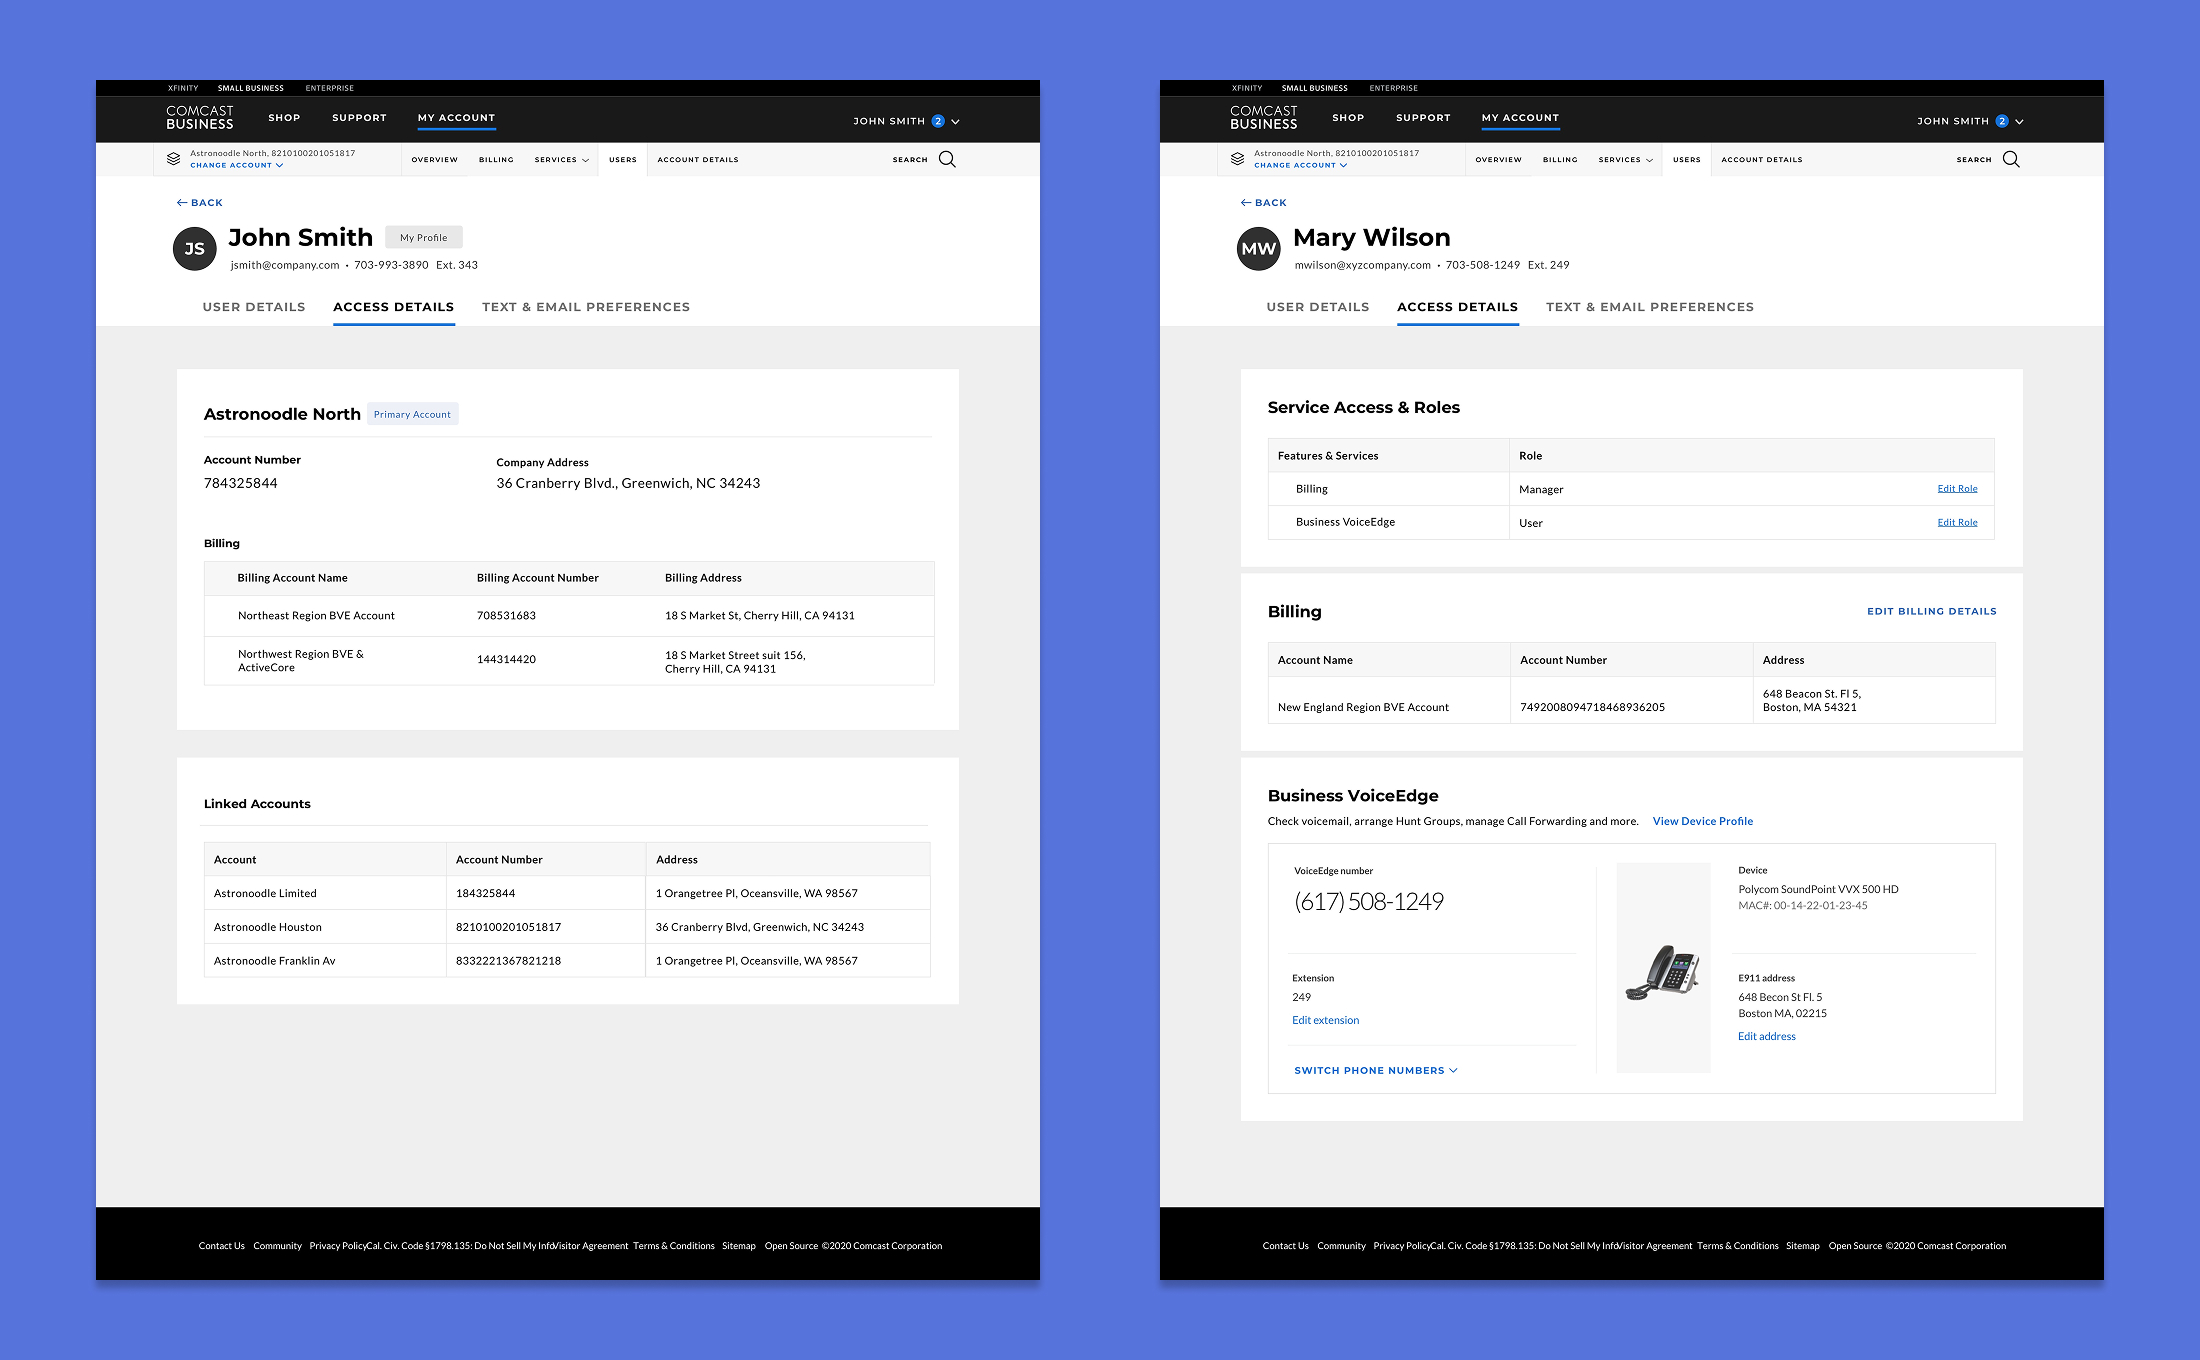 XFINITY SMALL BUSINESS ENTERPRISE
COMCAST BUSINESS SHOP SUPPORT MY ACCOUNT JOHN SMITH 2
Astronoodle North, 8210100201051817
CHANGE ACCOUNT
OVERVIEW BILLING SERVICES USERS ACCOUNT DETAILS SEARCH
BACK
JS
John Smith My Profile
jsmith@company.com • 703-993-3890 Ext. 343
USER DETAILS ACCESS DETAILS TEXT & EMAIL PREFERENCES
Astronoodle North Primary Account
Account Number Company Address
784325844 36 Cranberry Blvd., Greenwich, NC 34243
Billing
Billing Account Name Billing Account Number Billing Address
Northeast Region BVE Account 708531683 18 S Market St, Cherry Hill, CA 94131
Northwest Region BVE &
ActiveCore
144314420
18 S Market Street suit 156,
Cherry Hill, CA 94131
Linked Accounts
Account Account Number Address
Astronoodle Limited 184325844 1 Orangetree Pl, Oceansville, WA 98567
Astronoodle Houston 8210100201051817 36 Cranberry Blvd, Greenwich, NC 34243
Astronoodle Franklin Av 8332221367821218 1 Orangetree Pl, Oceansville, WA 98567
Contact Us Community Privacy Policy Cal. Civ. Code §1798.135: Do Not Sell My Info Visitor Agreement Terms & Conditions Sitemap Open Source ©2020 Comcast Corporation
XFINITY SMALL BUSINESS ENTERPRISE
COMCAST BUSINESS SHOP SUPPORT MY ACCOUNT JOHN SMITH 2
Astronoodle North, 8210100201051817
CHANGE ACCOUNT
OVERVIEW BILLING SERVICES USERS ACCOUNT DETAILS SEARCH
BACK
MW
Mary Wilson
mwilson@xyzcompany.com • 703-508-1249 Ext. 249
USER DETAILS ACCESS DETAILS TEXT & EMAIL PREFERENCES
Service Access & Roles
Features & Services Role
Billing Manager Edit Role
Business VoiceEdge User Edit Role
Billing EDIT BILLING DETAILS
Account Name Account Number Address
New England Region BVE Account 7492008094718468936205
648 Beacon St. Fl 5,
Boston, MA 54321
Business VoiceEdge
Check voicemail, arrange Hunt Groups, manage Call Forwarding and more. View Device Profile
VoiceEdge number
(617) 508-1249
Extension
249
Edit extension
SWITCH PHONE NUMBERS
Device
Polycom SoundPoint VVX 500 HD
MAC#: 00-14-22-01-23-45
E911 address
648 Becon St Fl. 5
Boston MA, 02215
Edit address
Contact Us Community Privacy Policy Cal. Civ. Code §1798.135: Do Not Sell My Info Visitor Agreement Terms & Conditions Sitemap Open Source ©2020 Comcast Corporation